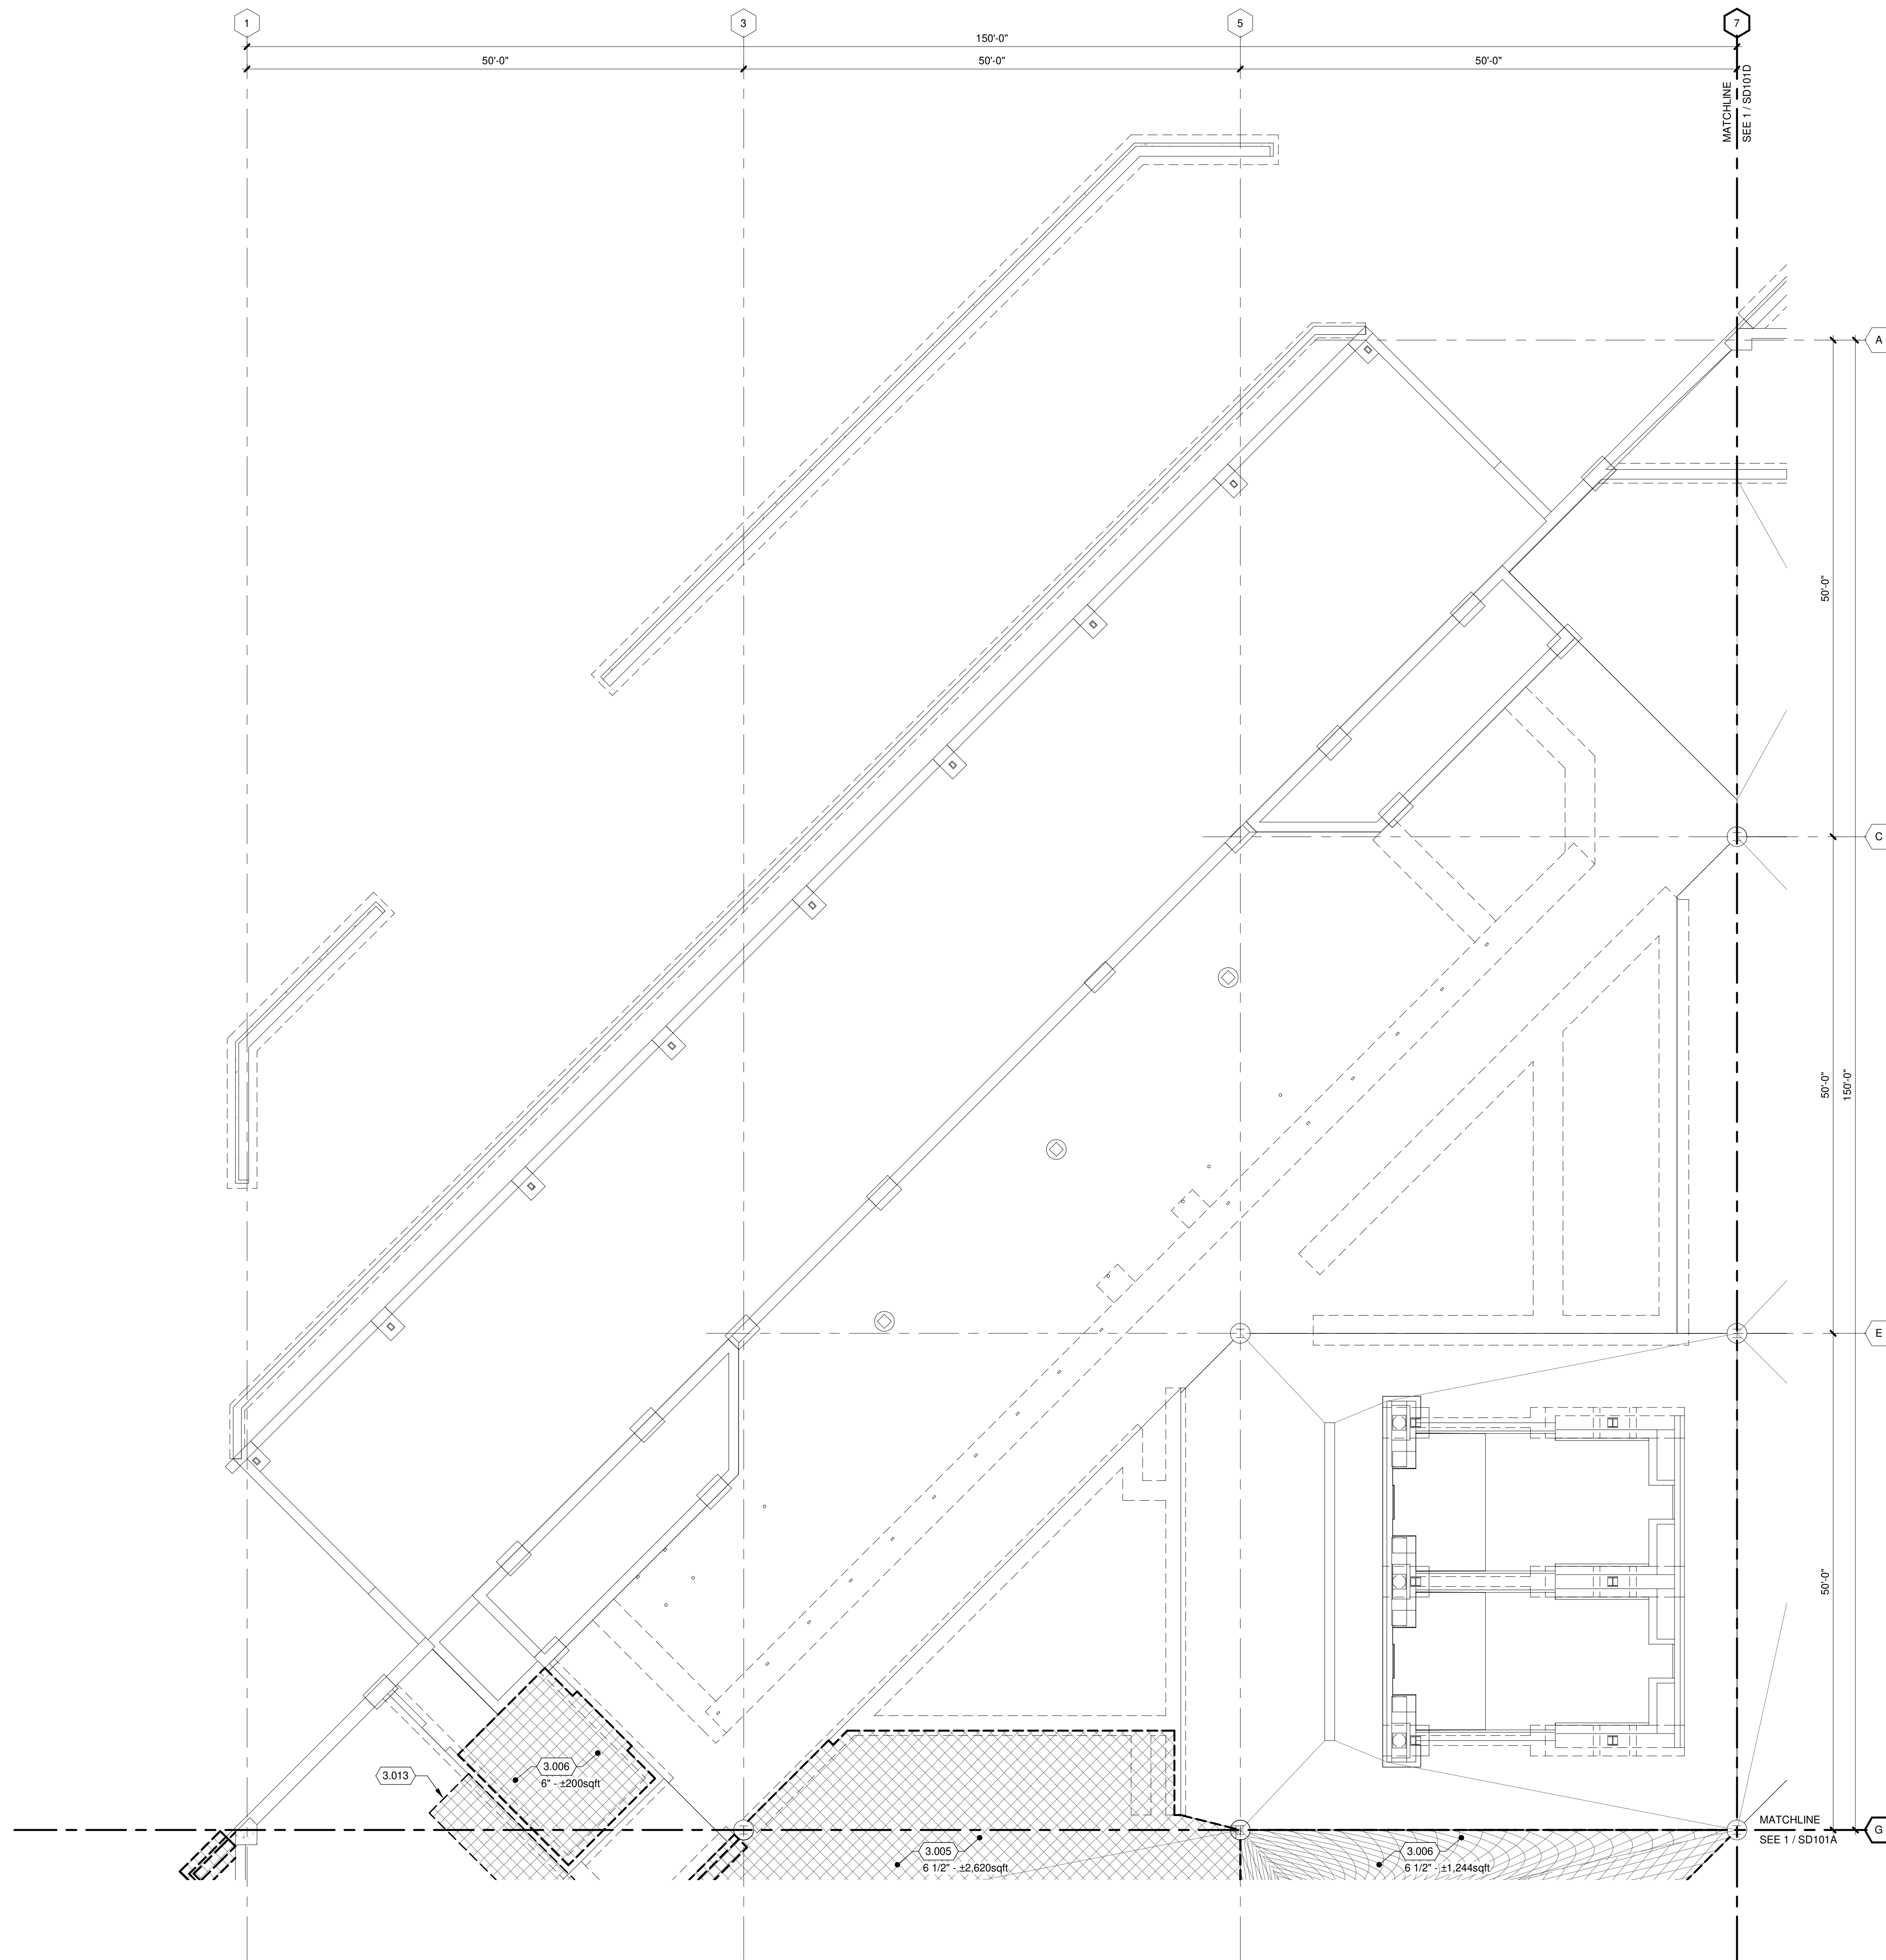 1
3
5
7
150'-0"
50'-0"
50'-0"
50'-0"
MATCHLINE
SEE 1 / SD101D
A
50'-0"
C
50'-0"
150'-0"
E
50'-0"
3.006
6" - ±200sqft
3.013
MATCHLINE
G
SEE 1 / SD101A
3.005
6 1/2" - ±2,620sqft
3.006
6 1/2" - ±1,244sqft